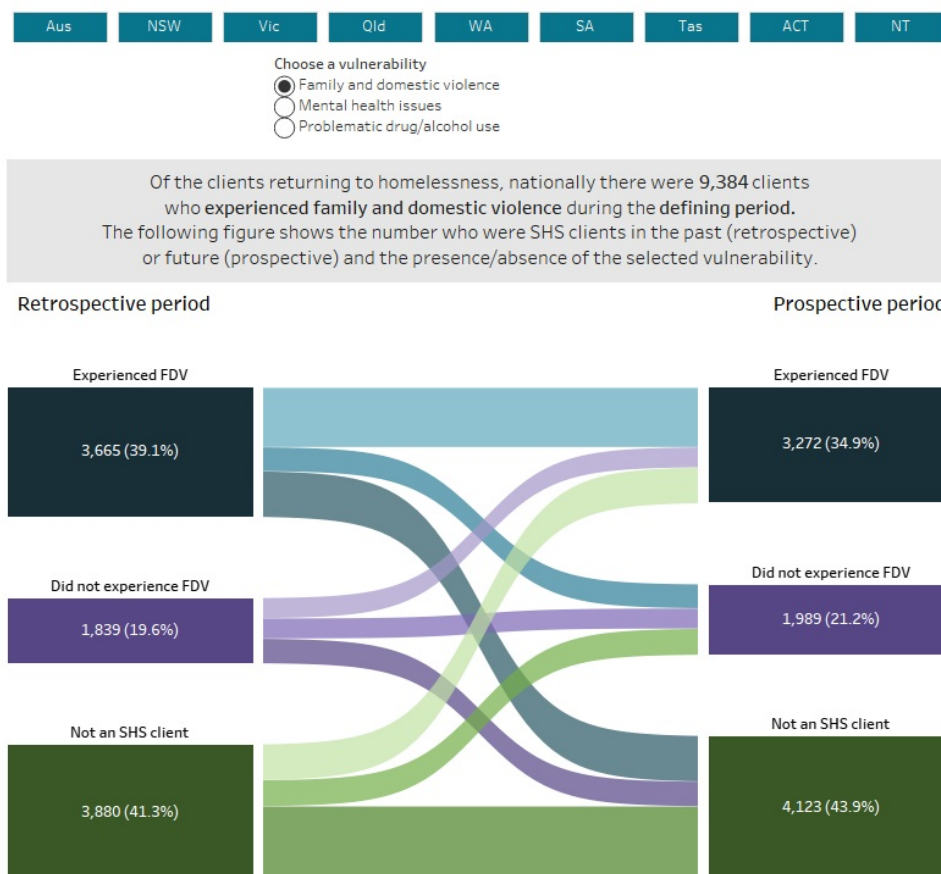 Aus NSW Vic Qld WA SA Tas ACT NT
Choose a vulnerability
Family and domestic violence
Mental health issues
Problematic drug/alcohol use
Of the clients returning to homelessness, nationally there were 9,384 clients
who experienced family and domestic violence during the defining period.
The following figure shows the number who were SHS clients in the past (retrospective)
or future (prospective) and the presence/absence of the selected vulnerability.
Retrospective period Prospective period
Experienced FDV Experienced FDV
3,665 (39.1%) 3,272 (34.9%)
Did not experience FDV Did not experience FDV
1,839 (19.6%) 1,989 (21.2%)
Not an SHS client Not an SHS client
3,880 (41.3%) 4,123 (43.9%)